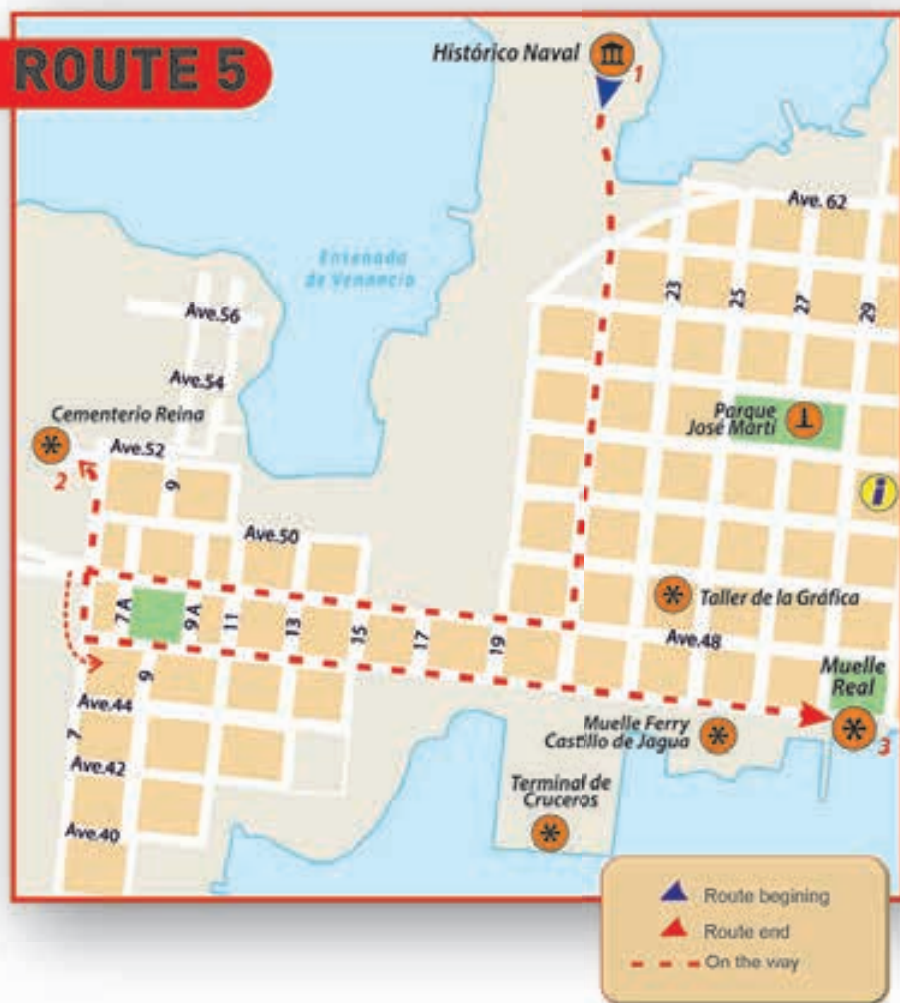 ROUTE 5
Histórico Naval
1
Ave. 62
Ensenada
de Venancio
23
25
27
29
Ave.56
Ave.54
Cementerio Reina
Parque
José Martí
Ave.52
2
9
i
Ave.50
Taller de la Gráfica
7A
9A
11
13
15
17
19
Ave.48
Muelle
Real
9
Ave.44
Muelle Ferry
Castillo de Jagua
3
7
Ave.42
Terminal de
Cruceros
Ave.40
Route begining
Route end
On the way